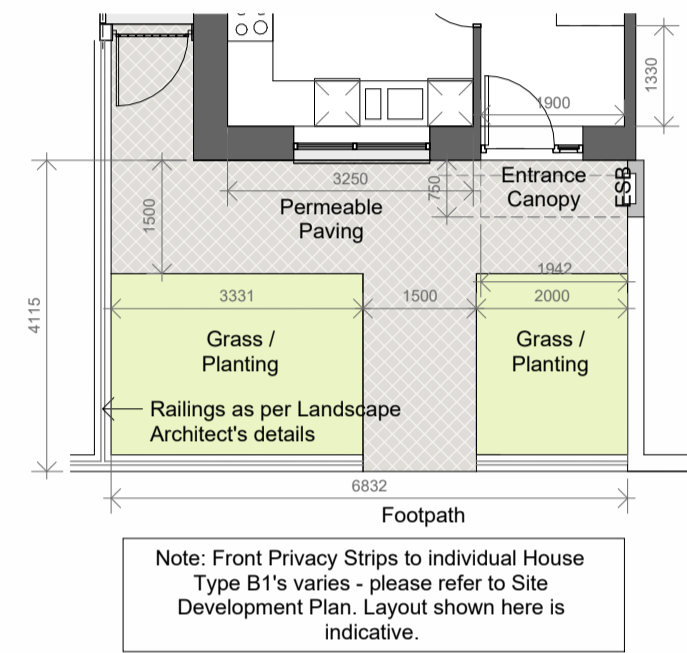 1330
1900
Entrance
Canopy
ESB
3250
750
Permeable
Paving
1500
1942
3331
1500
2000
4115
Grass /
Planting
Grass /
Planting
Railings as per Landscape
Architect's details
6832
Footpath
Note: Front Privacy Strips to individual House
Type B1's varies - please refer to Site
Development Plan. Layout shown here is
indicative.